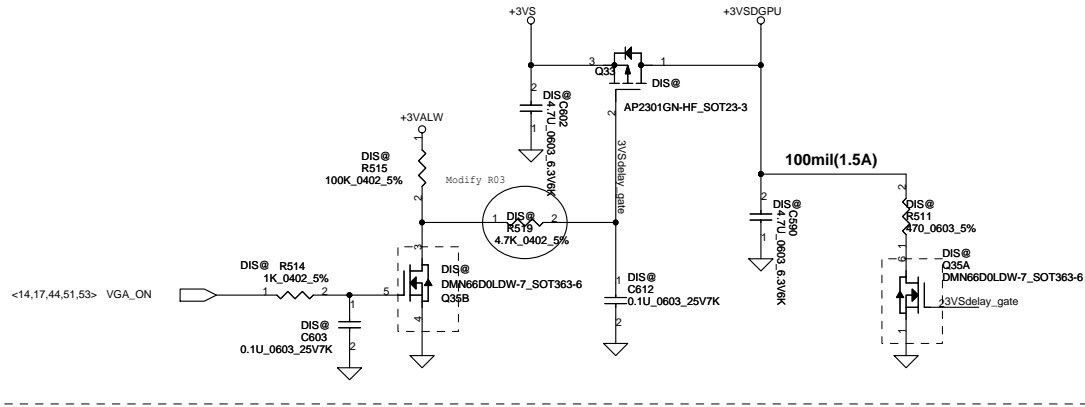 +3VS
+3VSDGPU
3
Q33
1
DIS@
2
AP2301GN-HF_SOT23-3
DIS@
C602
4.7U_0603_6.3V6K
2
1
+3VALW
1
DIS@
R515
100K_0402_5%
2
Modify R03
3VSdelay_gate
1
DIS@
2
R519
4.7K_0402_5%
100mil(1.5A)
DIS@
C590
4.7U_0603_6.3V6K
2
1
2
DIS@
R511
470_0603_5%
1
3
DIS@
DMN66D0LDW-7_SOT363-6
Q35B
5
4
1
DIS@
C612
0.1U_0603_25V7K
2
6
DIS@
Q35A
DMN66D0LDW-7_SOT363-6
2
3VSdelay_gate
1
DIS@ R514
1K_0402_5%
<14,17,44,51,53> VGA_ON
1
2
1
DIS@
C603
0.1U_0603_25V7K
2